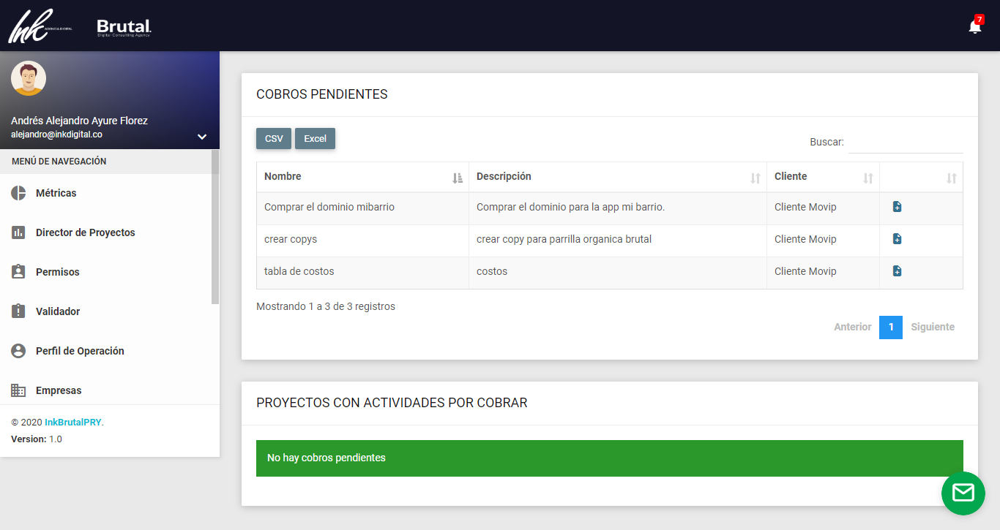 Ink AGENCIA DIGITAL
Brutal.
Digital Consulting Agency
7
Andrés Alejandro Ayure Florez
alejandro@inkdigital.co
MENÚ DE NAVEGACIÓN
Métricas
Director de Proyectos
Permisos
Validador
Perfil de Operación
Empresas
© 2020 InkBrutalPRY.
Version: 1.0
COBROS PENDIENTES
CSV Excel
Buscar:
Nombre Descripción Cliente
Comprar el dominio mibarrio Comprar el dominio para la app mi barrio. Cliente Movip
crear copys crear copy para parrilla organica brutal Cliente Movip
tabla de costos costos Cliente Movip
Mostrando 1 a 3 de 3 registros
Anterior 1 Siguiente
PROYECTOS CON ACTIVIDADES POR COBRAR
No hay cobros pendientes